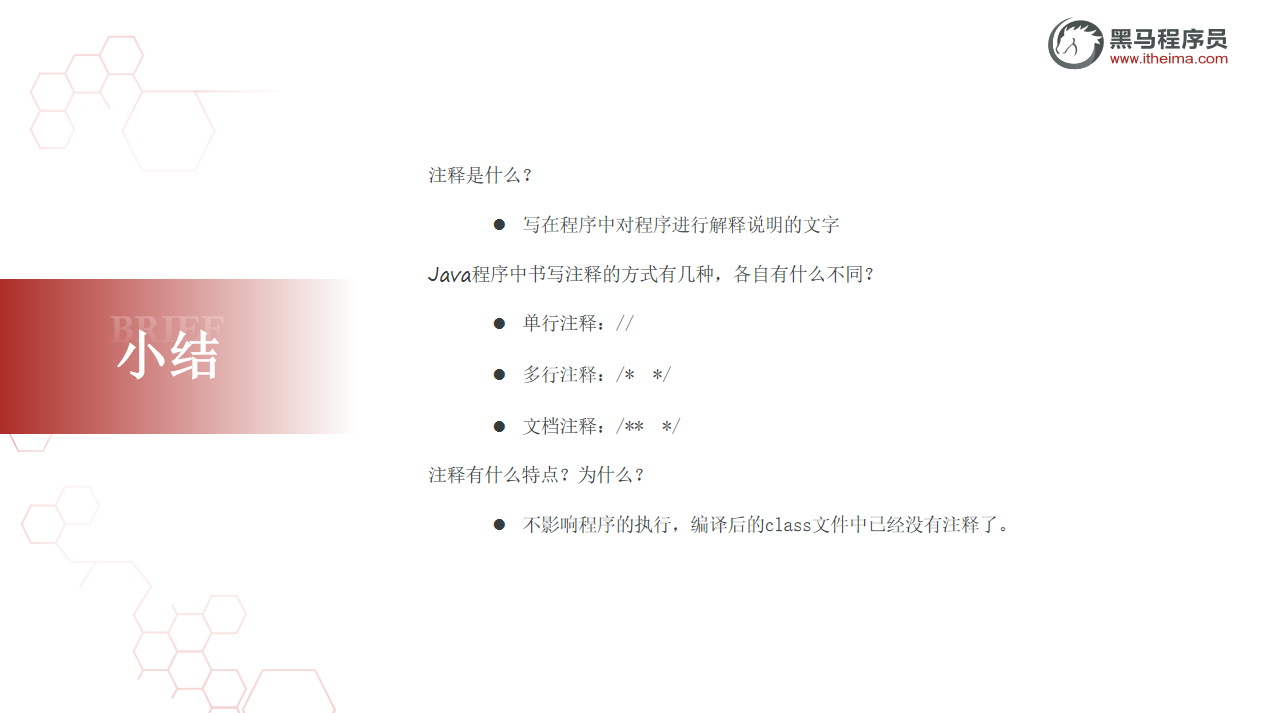 黑马程序员
www.itheima.com
注释是什么？
● 写在程序中对程序进行解释说明的文字
Java程序中书写注释的方式有几种，各自有什么不同？
● 单行注释：//
● 多行注释：/* */
● 文档注释：/** */
注释有什么特点？为什么？
● 不影响程序的执行，编译后的class文件中已经没有注释了。
BRIEF
小结